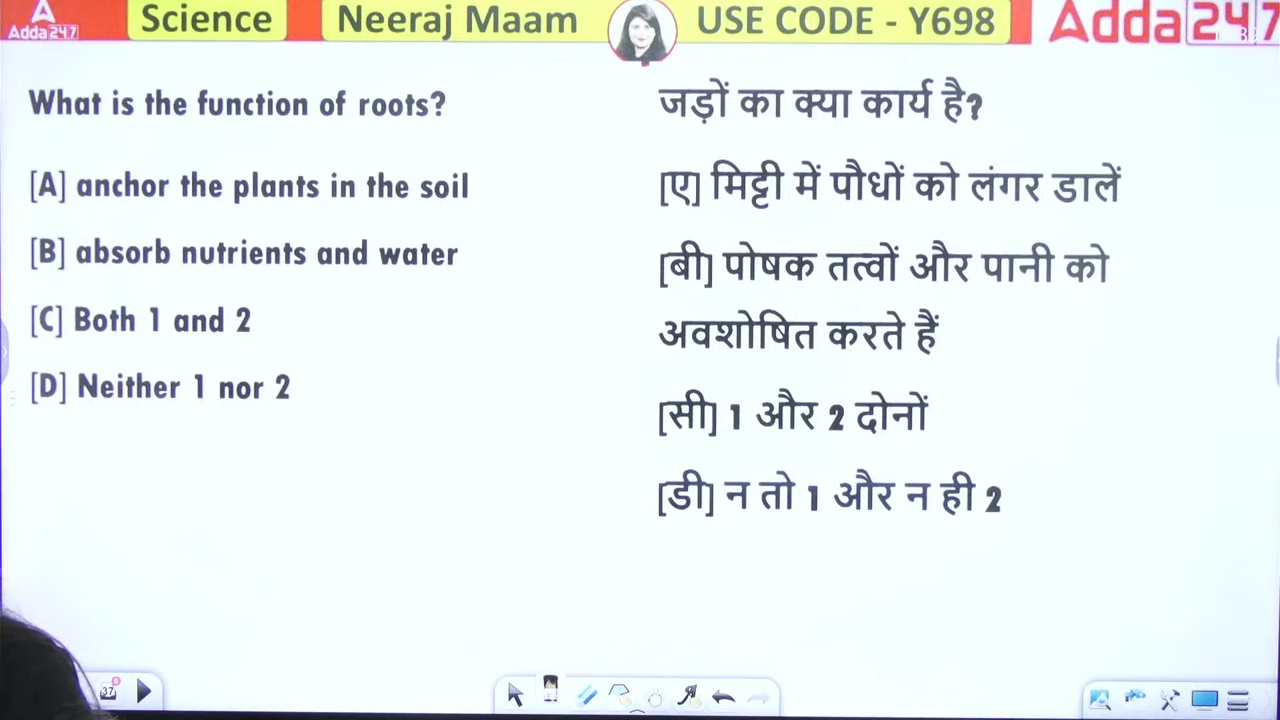 Adda247
Science
Neeraj Maam
USE CODE - Y698
Adda247
What is the function of roots?
[A] anchor the plants in the soil
[B] absorb nutrients and water
[C] Both 1 and 2
[D] Neither 1 nor 2
जड़ों का क्या कार्य है?
[ए] मिट्टी में पौधों को लंगर डालें
[बी] पोषक तत्वों और पानी को
अवशोषित करते हैं
[सी] 1 और 2 दोनों
[डी] न तो 1 और न ही 2
37